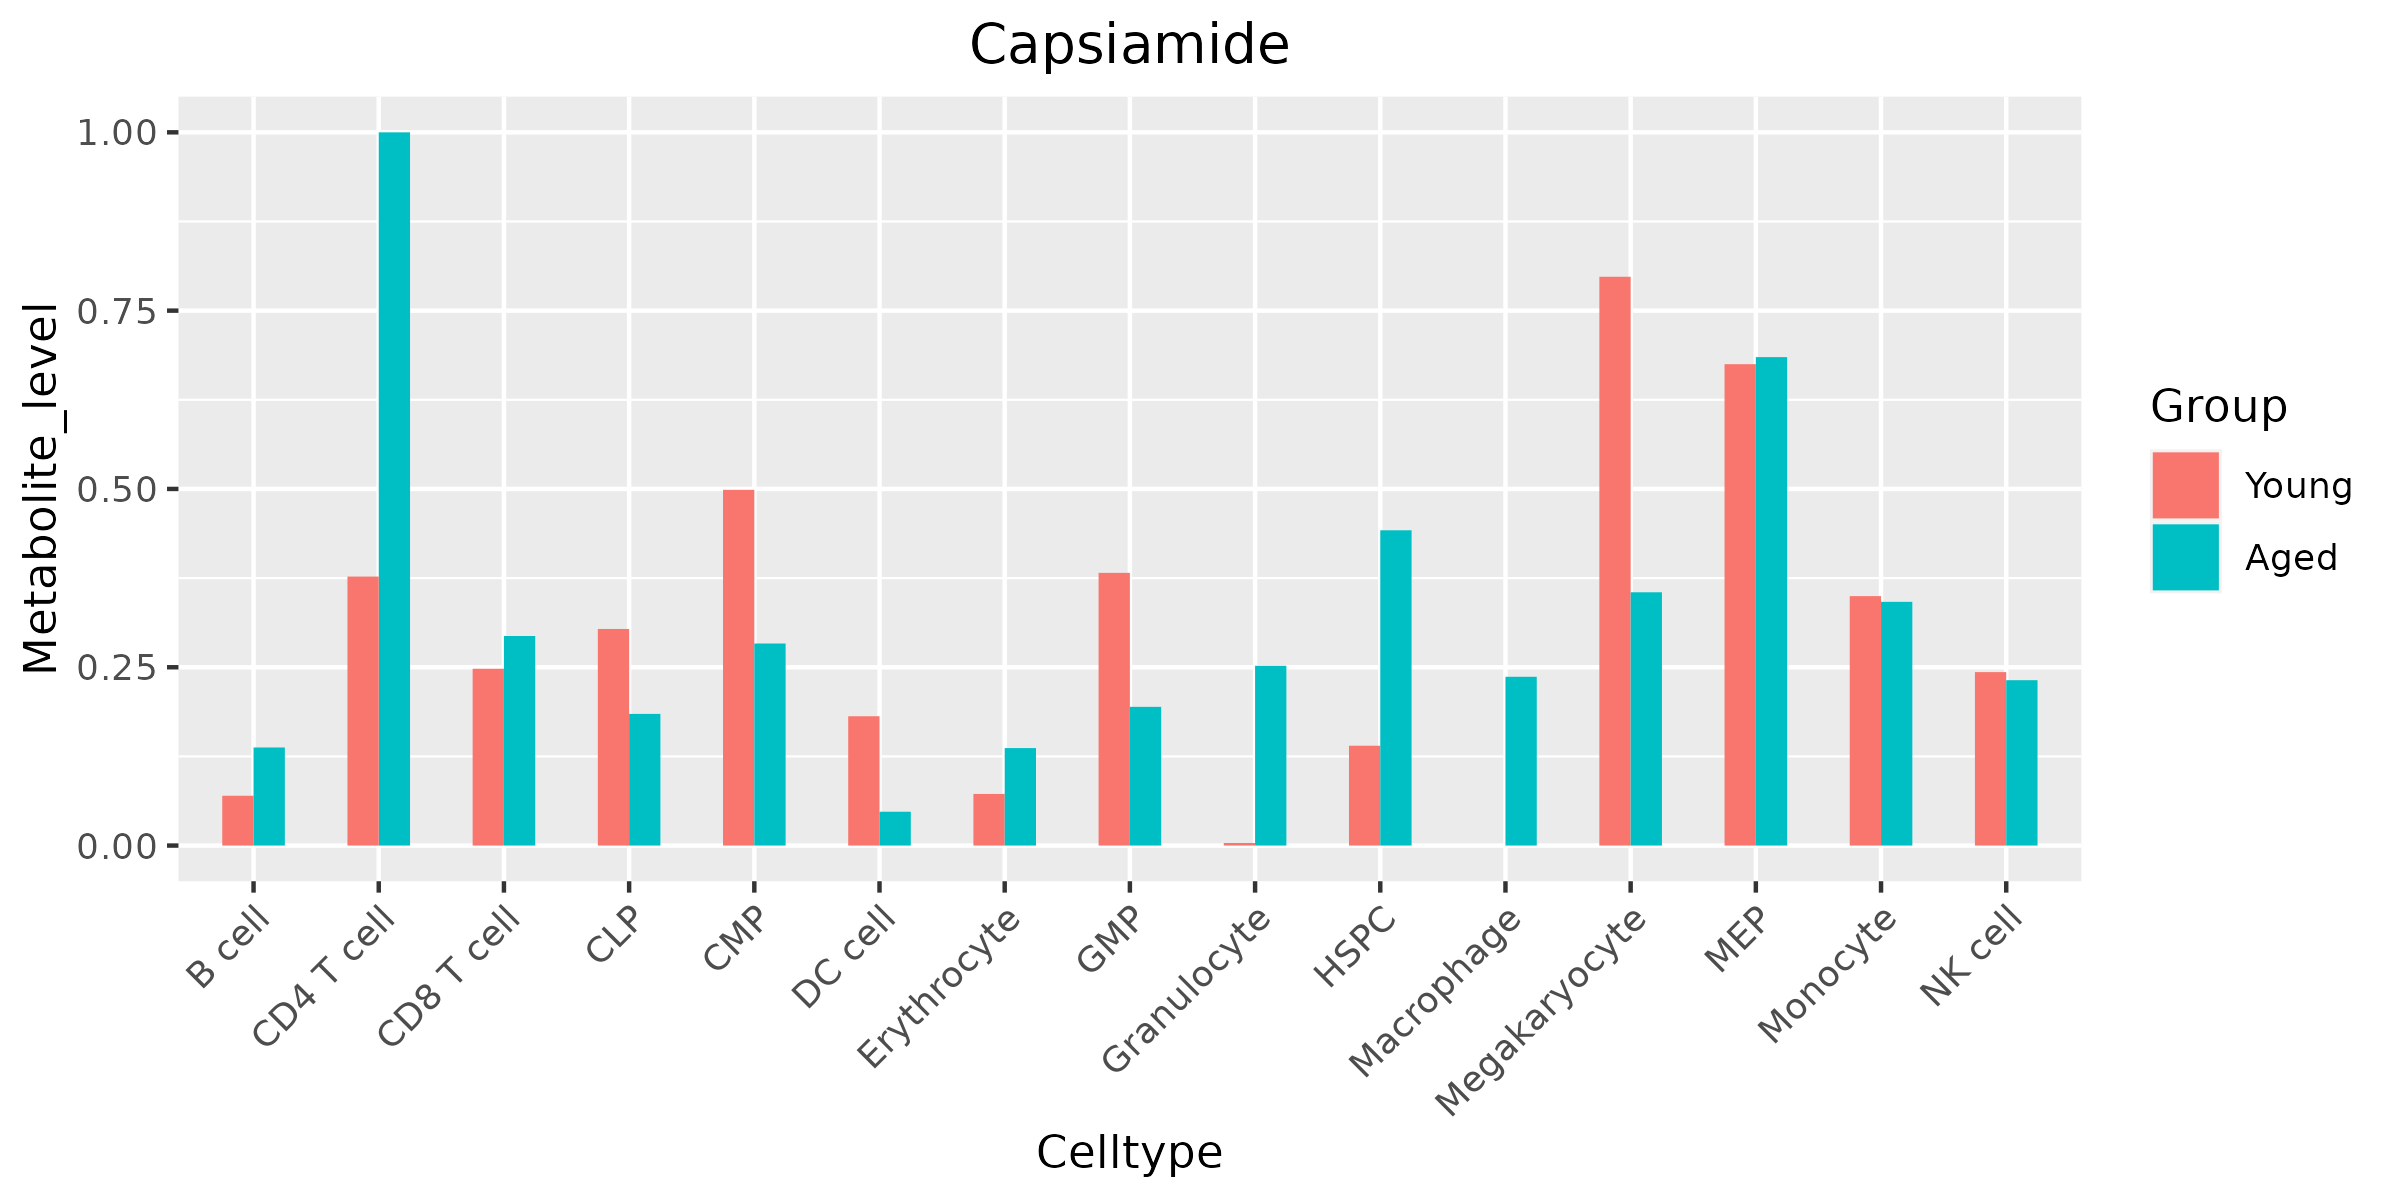 Capsiamide
Metabolite_level
1.00
0.75
0.50
0.25
0.00
B cell
CD4 T cell
CD8 T cell
CLP
CMP
DC cell
Erythrocyte
GMP
Granulocyte
HSPC
Macrophage
Megakaryocyte
MEP
Monocyte
NK cell
Celltype
Group
Young
Aged